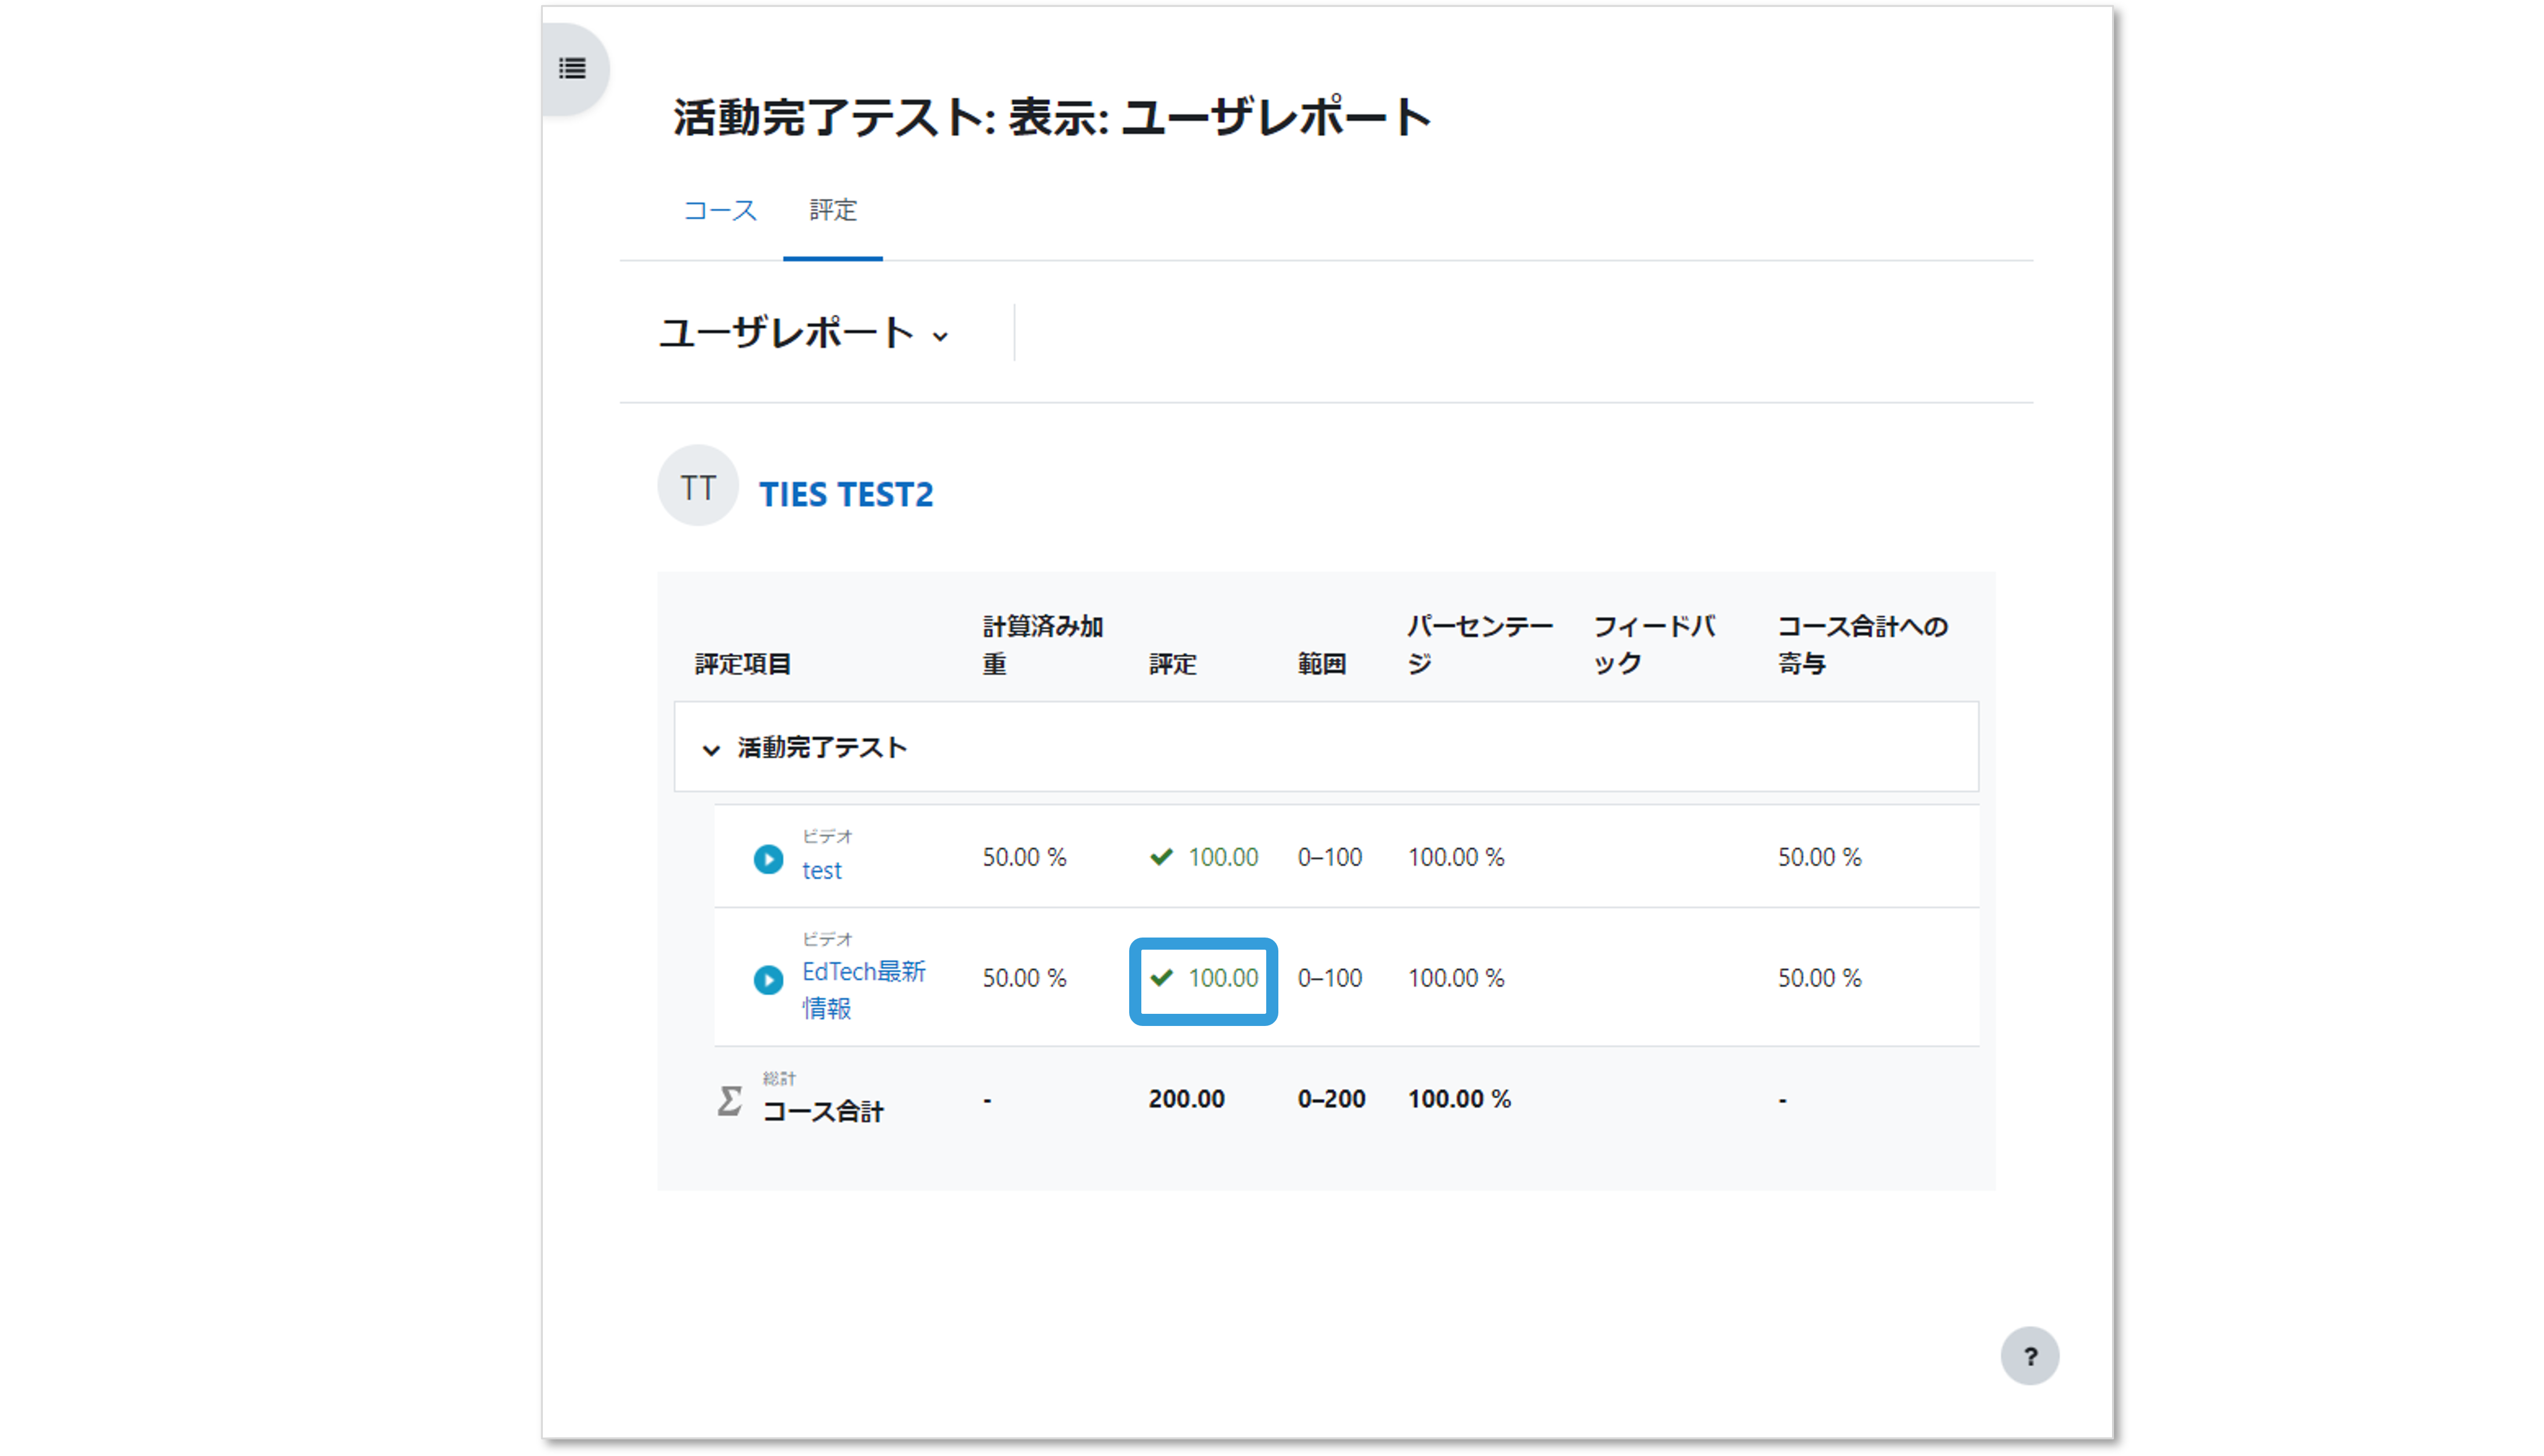 活動完了テスト: 表示: ユーザレポート
コース 評定
ユーザレポート
TT TIES TEST2
評定項目 計算済み加重 評定 範囲 パーセンテージ フィードバック コース合計への寄与
活動完了テスト
ビデオ
test 50.00 % 100.00 0–100 100.00 % 50.00 %
ビデオ
EdTech最新 50.00 % 100.00 0–100 100.00 % 50.00 %
情報
総計
コース合計 - 200.00 0–200 100.00 % -
?